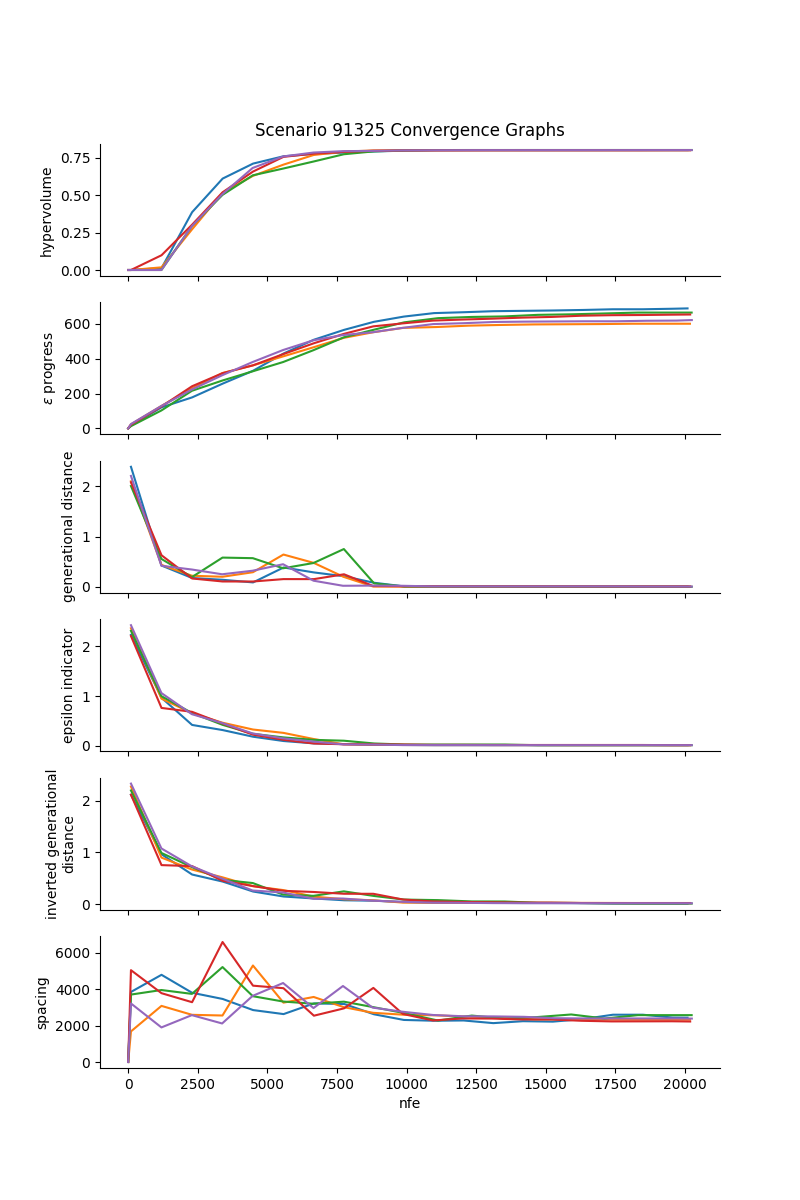 Scenario 91325 Convergence Graphs
hypervolume
0.75
0.50
0.25
0.00
ε progress
600
400
200
0
generational distance
2
1
0
epsilon indicator
2
1
0
inverted generational
distance
2
1
0
spacing
6000
4000
2000
0
0 2500 5000 7500 10000 12500 15000 17500 20000
nfe